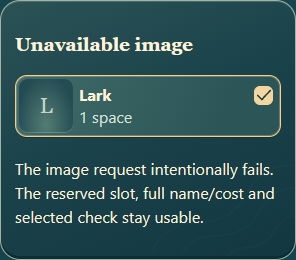 Unavailable image
L
Lark
1 space
The image request intentionally fails.
The reserved slot, full name/cost and
selected check stay usable.